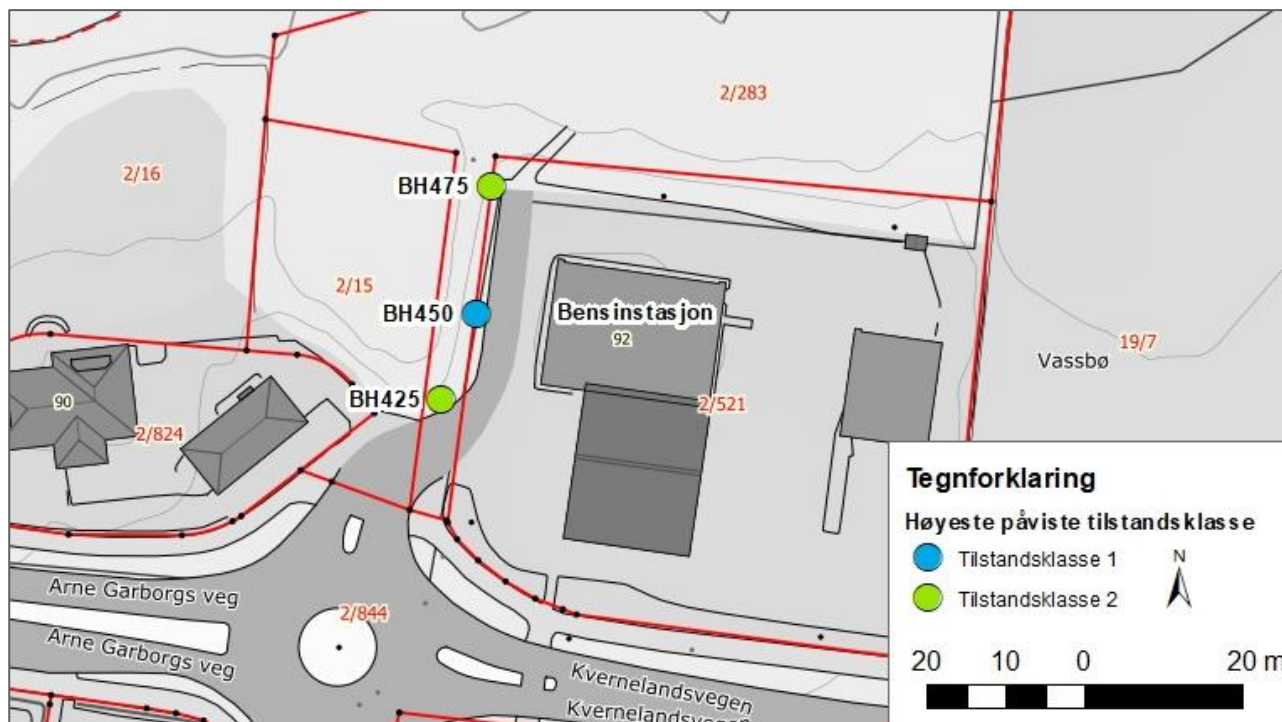 2/283
2/16
BH475
2/15
BH450
Bensinstasjon
92
19/7
Vassbø
BH425
90
2/521
2/824
Tegnforklaring
Høyeste påviste tilstandsklasse
Tilstandsklasse 1
N
Tilstandsklasse 2
Arne Garborgs veg
2/844
Arne Garborgs veg
Kvernelandsvegen
Kvernelandsvegen
20 10 0 20 m